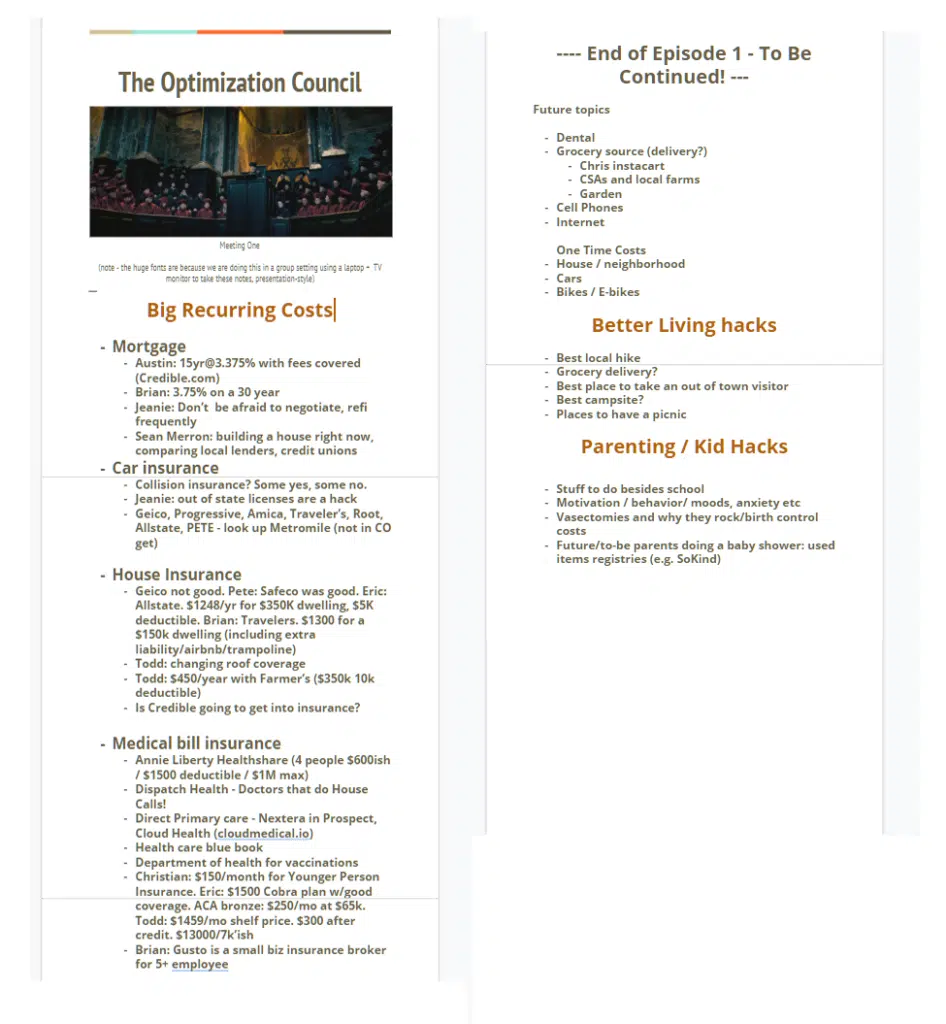 The Optimization Council
Meeting One
(note - the huge fonts are because we are doing this in a group setting using a laptop + TV
monitor to take these notes, presentation-style)
Big Recurring Costs
- Mortgage
- Austin: 15yr@3.375% with fees covered
(Credible.com)
- Brian: 3.75% on a 30 year
- Jeanie: Don't be afraid to negotiate, refi
frequently
- Sean Merron: building a house right now,
comparing local lenders, credit unions
- Car insurance
- Collision insurance? Some yes, some no.
- Jeanie: out of state licenses are a hack
- Geico, Progressive, Amica, Traveler's, Root,
Allstate, PETE - look up Metromile (not in CO
get)
- House Insurance
- Geico not good. Pete: Safeco was good. Eric:
Allstate. $1248/yr for $350K dwelling, $5K
deductible. Brian: Travelers. $1300 for a
$150k dwelling (including extra
liability/airbnb/trampoline)
- Todd: changing roof coverage
- Todd: $450/year with Farmer's ($350k 10k
deductible)
- Is Credible going to get into insurance?
- Medical bill insurance
- Annie Liberty Healthshare (4 people $600ish
/ $1500 deductible / $1M max)
- Dispatch Health - Doctors that do House
Calls!
- Direct Primary care - Nextera in Prospect,
Cloud Health (cloudmedical.io)
- Health care blue book
- Department of health for vaccinations
- Christian: $150/month for Younger Person
Insurance. Eric: $1500 Cobra plan w/good
coverage. ACA bronze: $250/mo at $65k.
Todd: $1459/mo shelf price. $300 after
credit. $13000/7k'ish
- Brian: Gusto is a small biz insurance broker
for 5+ employee
---- End of Episode 1 - To Be
Continued! ---
Future topics
- Dental
- Grocery source (delivery?)
- Chris instacart
- CSAs and local farms
- Garden
- Cell Phones
- Internet
One Time Costs
- House / neighborhood
- Cars
- Bikes / E-bikes
Better Living hacks
- Best local hike
- Grocery delivery?
- Best place to take an out of town visitor
- Best campsite?
- Places to have a picnic
Parenting / Kid Hacks
- Stuff to do besides school
- Motivation / behavior/ moods, anxiety etc
- Vasectomies and why they rock/birth control
costs
- Future/to-be parents doing a baby shower: used
items registries (e.g. SoKind)